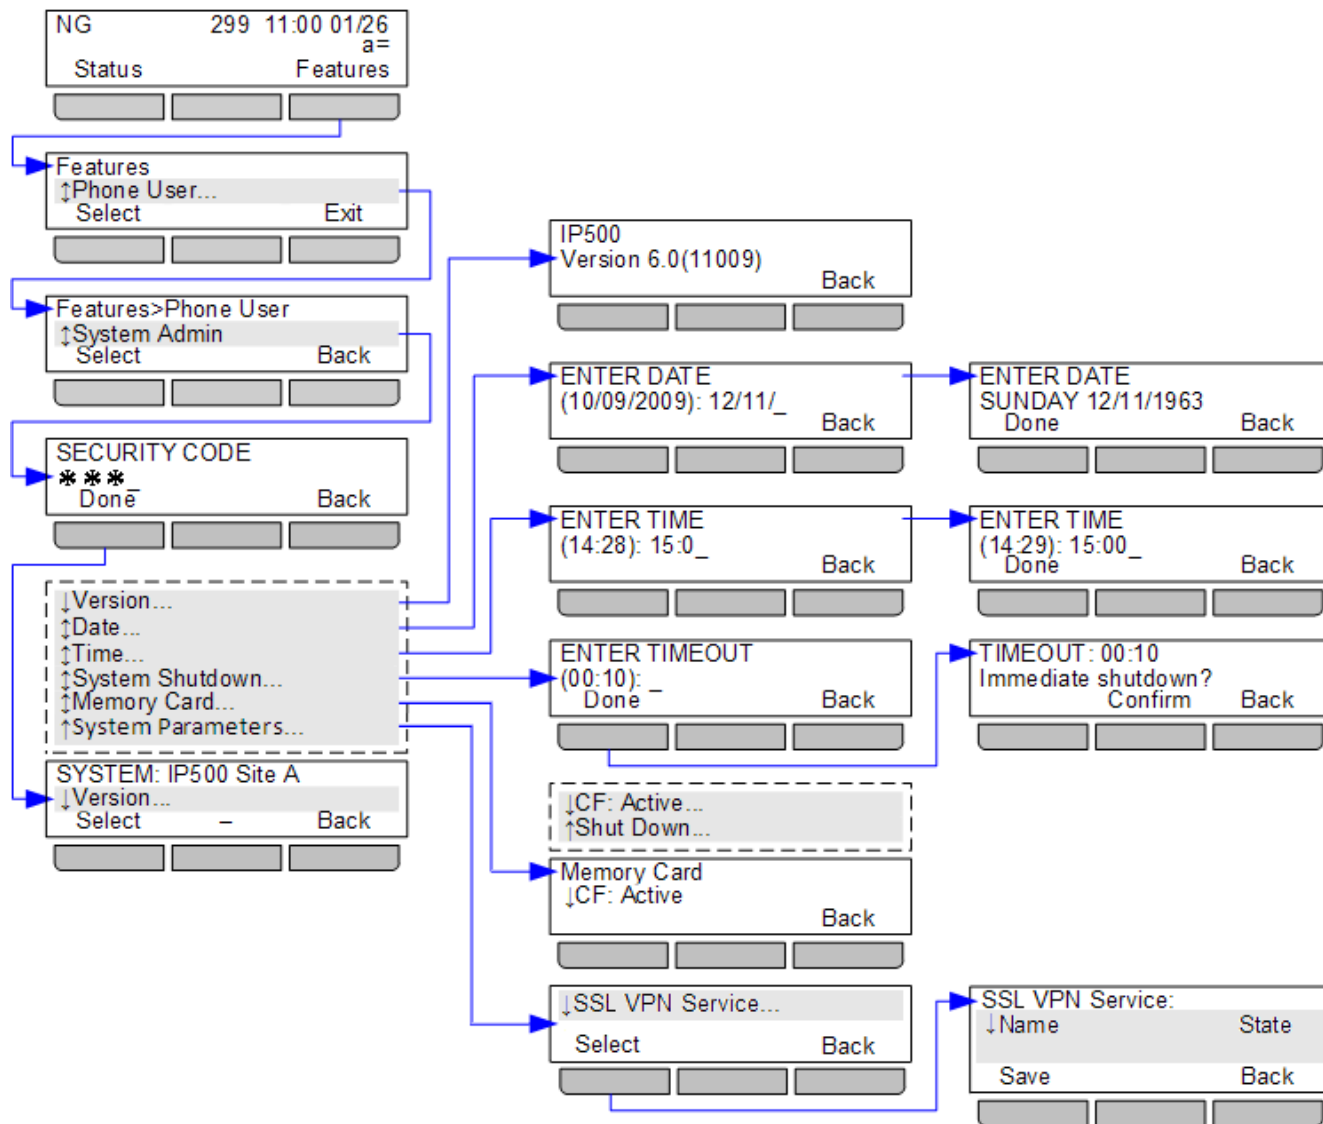 NG 299 11:00 01/26
a=
Status Features
Features
↕Phone User...
Select Exit
Features>Phone User
↕System Admin
Select Back
SECURITY CODE
***_
Done Back
↓Version...
↕Date...
↕Time...
↕System Shutdown...
↕Memory Card...
↑System Parameters...
SYSTEM: IP500 Site A
↓Version...
Select – Back
IP500
Version 6.0(11009)
Back
ENTER DATE
(10/09/2009): 12/11/_
Back
ENTER DATE
SUNDAY 12/11/1963
Done Back
ENTER TIME
(14:28): 15:0_
Back
ENTER TIME
(14:29): 15:00_
Done Back
ENTER TIMEOUT
(00:10): _
Done Back
TIMEOUT: 00:10
Immediate shutdown?
Confirm Back
↓CF: Active...
↑Shut Down...
Memory Card
↓CF: Active
Back
↓SSL VPN Service...
Select Back
SSL VPN Service:
↓Name State
Save Back